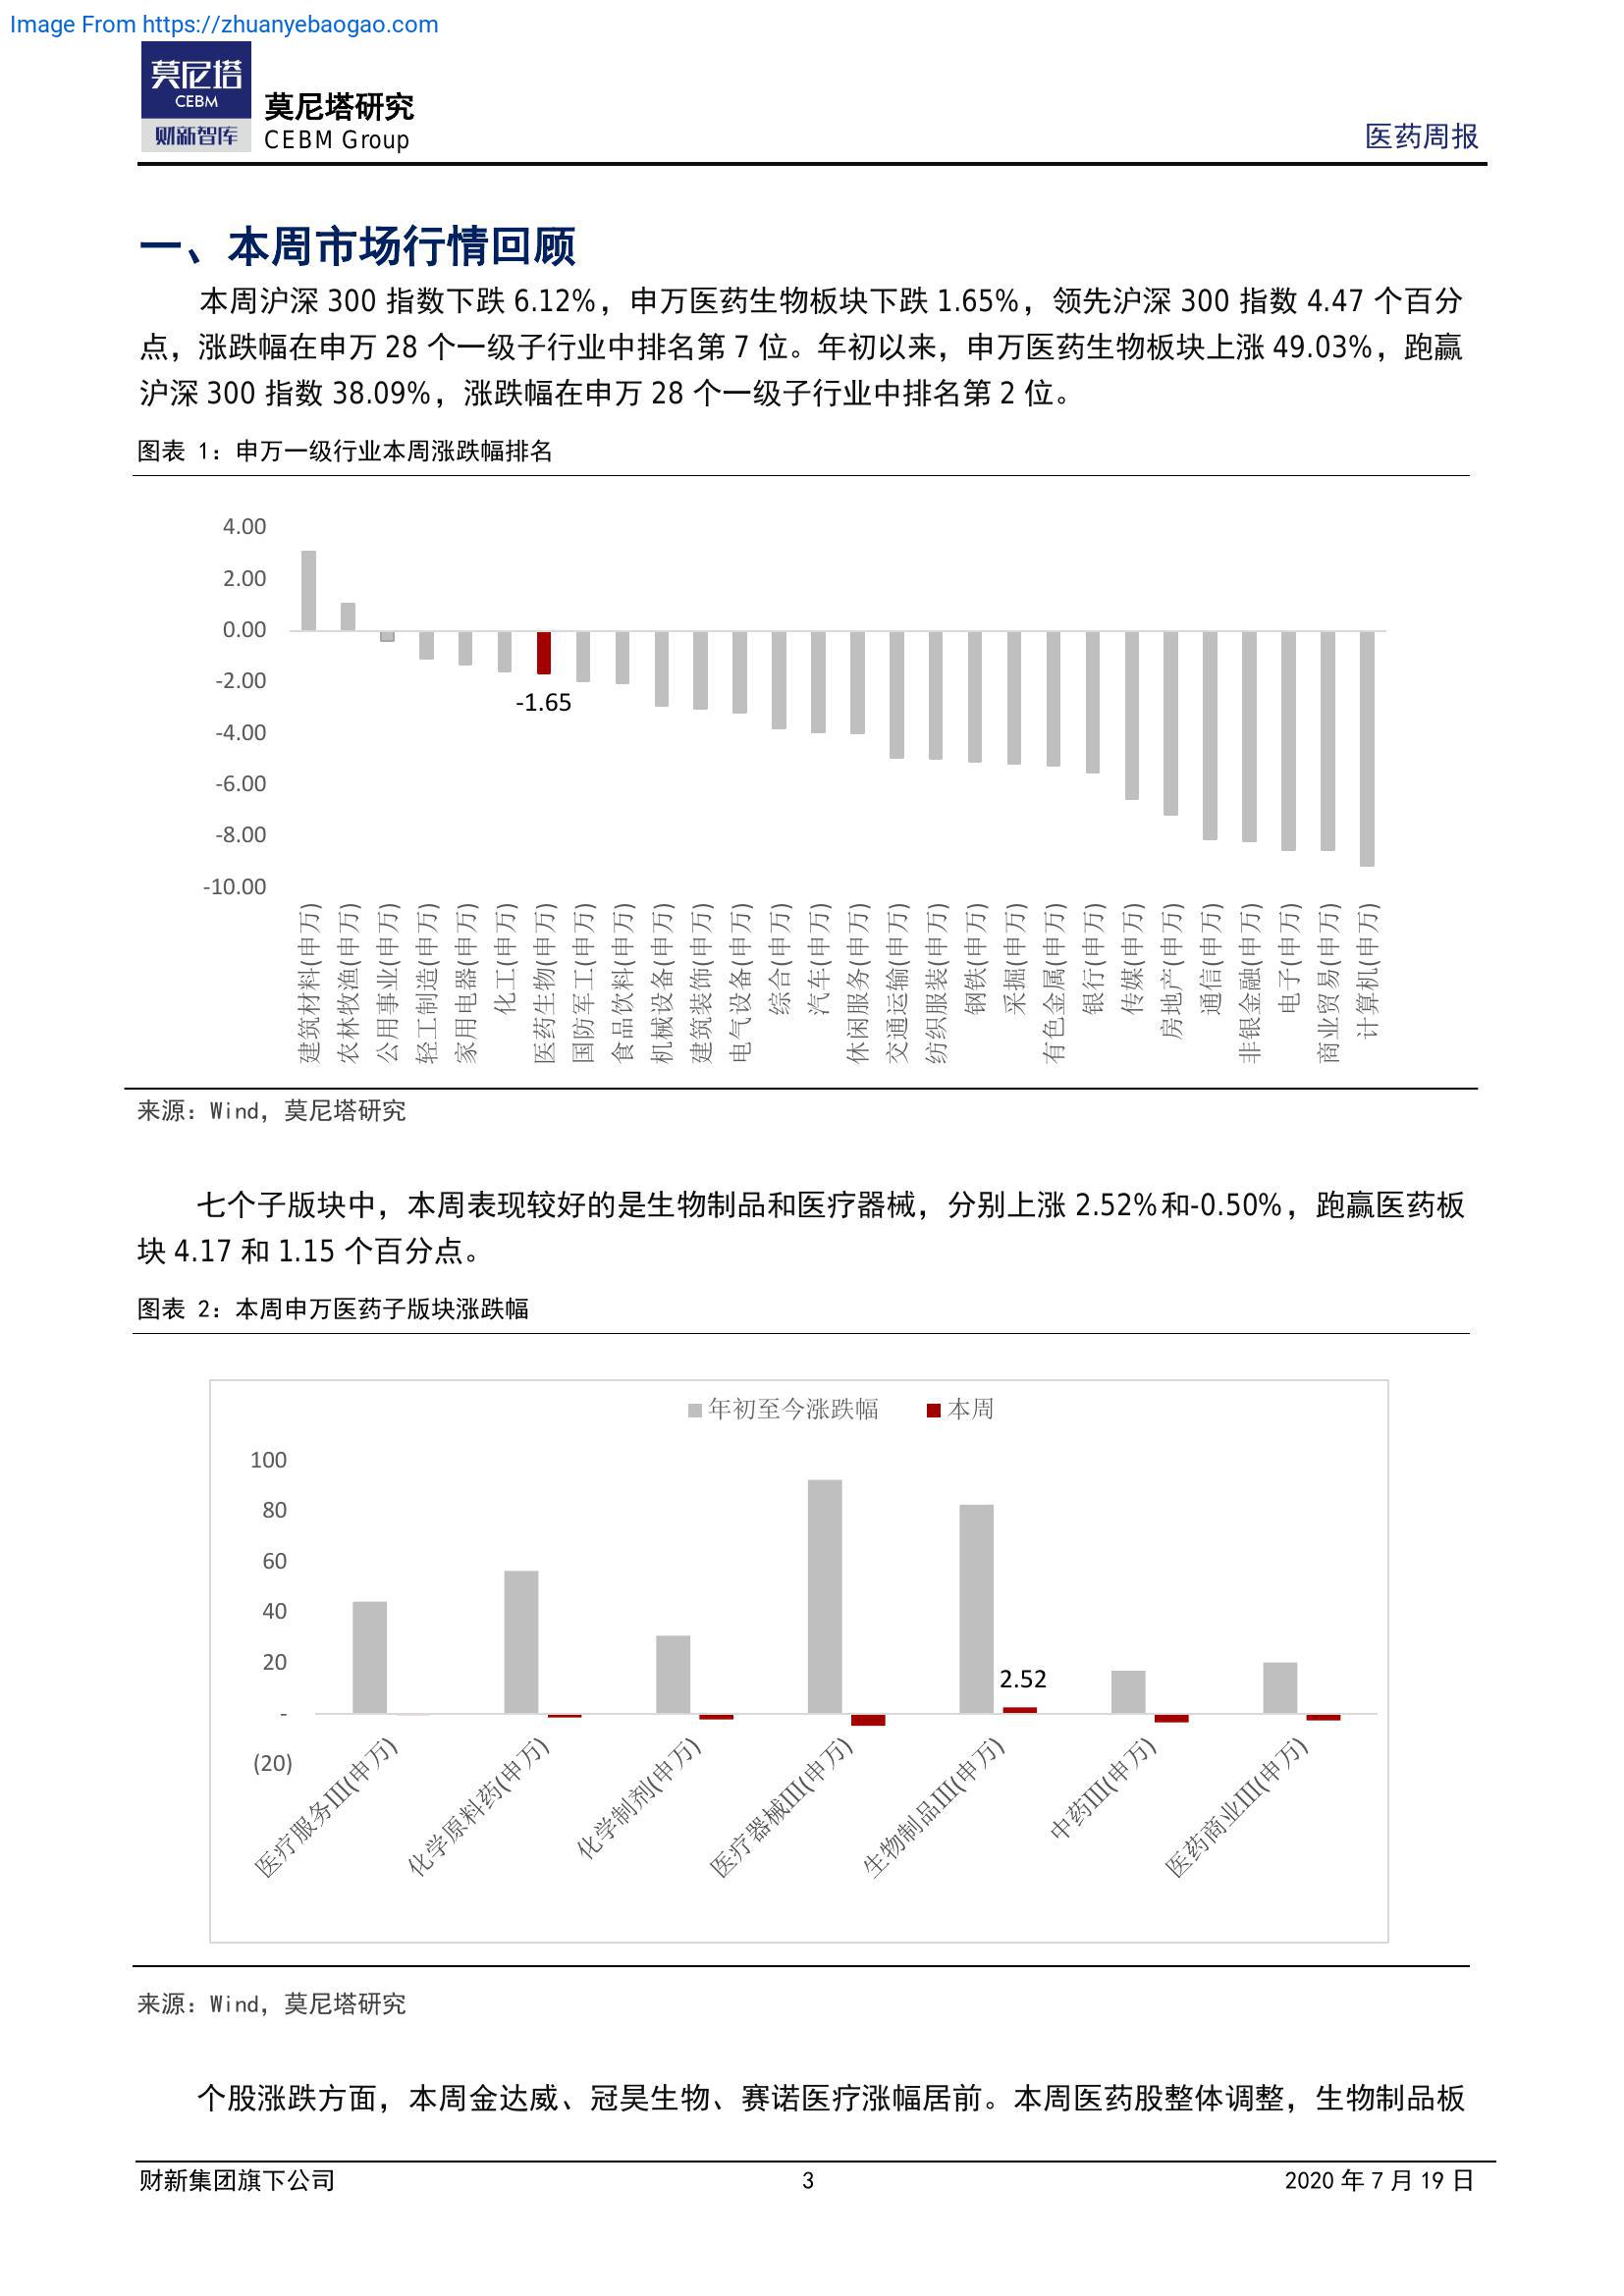 Image From https://zhuanyebaogao.com
莫尼塔
CEBM
财新智库
莫尼塔研究
CEBM Group
医药周报
一、本周市场行情回顾
本周沪深 300 指数下跌 6.12%，申万医药生物板块下跌 1.65%，领先沪深 300 指数 4.47 个百分
点，涨跌幅在申万 28 个一级子行业中排名第 7 位。年初以来，申万医药生物板块上涨 49.03%，跑赢
沪深 300 指数 38.09%，涨跌幅在申万 28 个一级子行业中排名第 2 位。
图表 1：申万一级行业本周涨跌幅排名
4.00
2.00
0.00
-2.00
-4.00
-6.00
-8.00
-10.00
-1.65
建筑材料(申万)
农林牧渔(申万)
公用事业(申万)
轻工制造(申万)
家用电器(申万)
化工(申万)
医药生物(申万)
国防军工(申万)
食品饮料(申万)
机械设备(申万)
建筑装饰(申万)
电气设备(申万)
综合(申万)
汽车(申万)
休闲服务(申万)
交通运输(申万)
纺织服装(申万)
钢铁(申万)
采掘(申万)
有色金属(申万)
银行(申万)
传媒(申万)
房地产(申万)
通信(申万)
非银金融(申万)
电子(申万)
商业贸易(申万)
计算机(申万)
来源：Wind，莫尼塔研究
七个子版块中，本周表现较好的是生物制品和医疗器械，分别上涨 2.52%和-0.50%，跑赢医药板
块 4.17 和 1.15 个百分点。
图表 2：本周申万医药子版块涨跌幅
年初至今涨跌幅 本周
100
80
60
40
20
-
(20)
2.52
医疗服务III(申万)
化学原料药(申万)
化学制剂(申万)
医疗器械III(申万)
生物制品III(申万)
中药III(申万)
医药商业III(申万)
来源：Wind，莫尼塔研究
个股涨跌方面，本周金达威、冠昊生物、赛诺医疗涨幅居前。本周医药股整体调整，生物制品板
财新集团旗下公司 3 2020 年 7 月 19 日